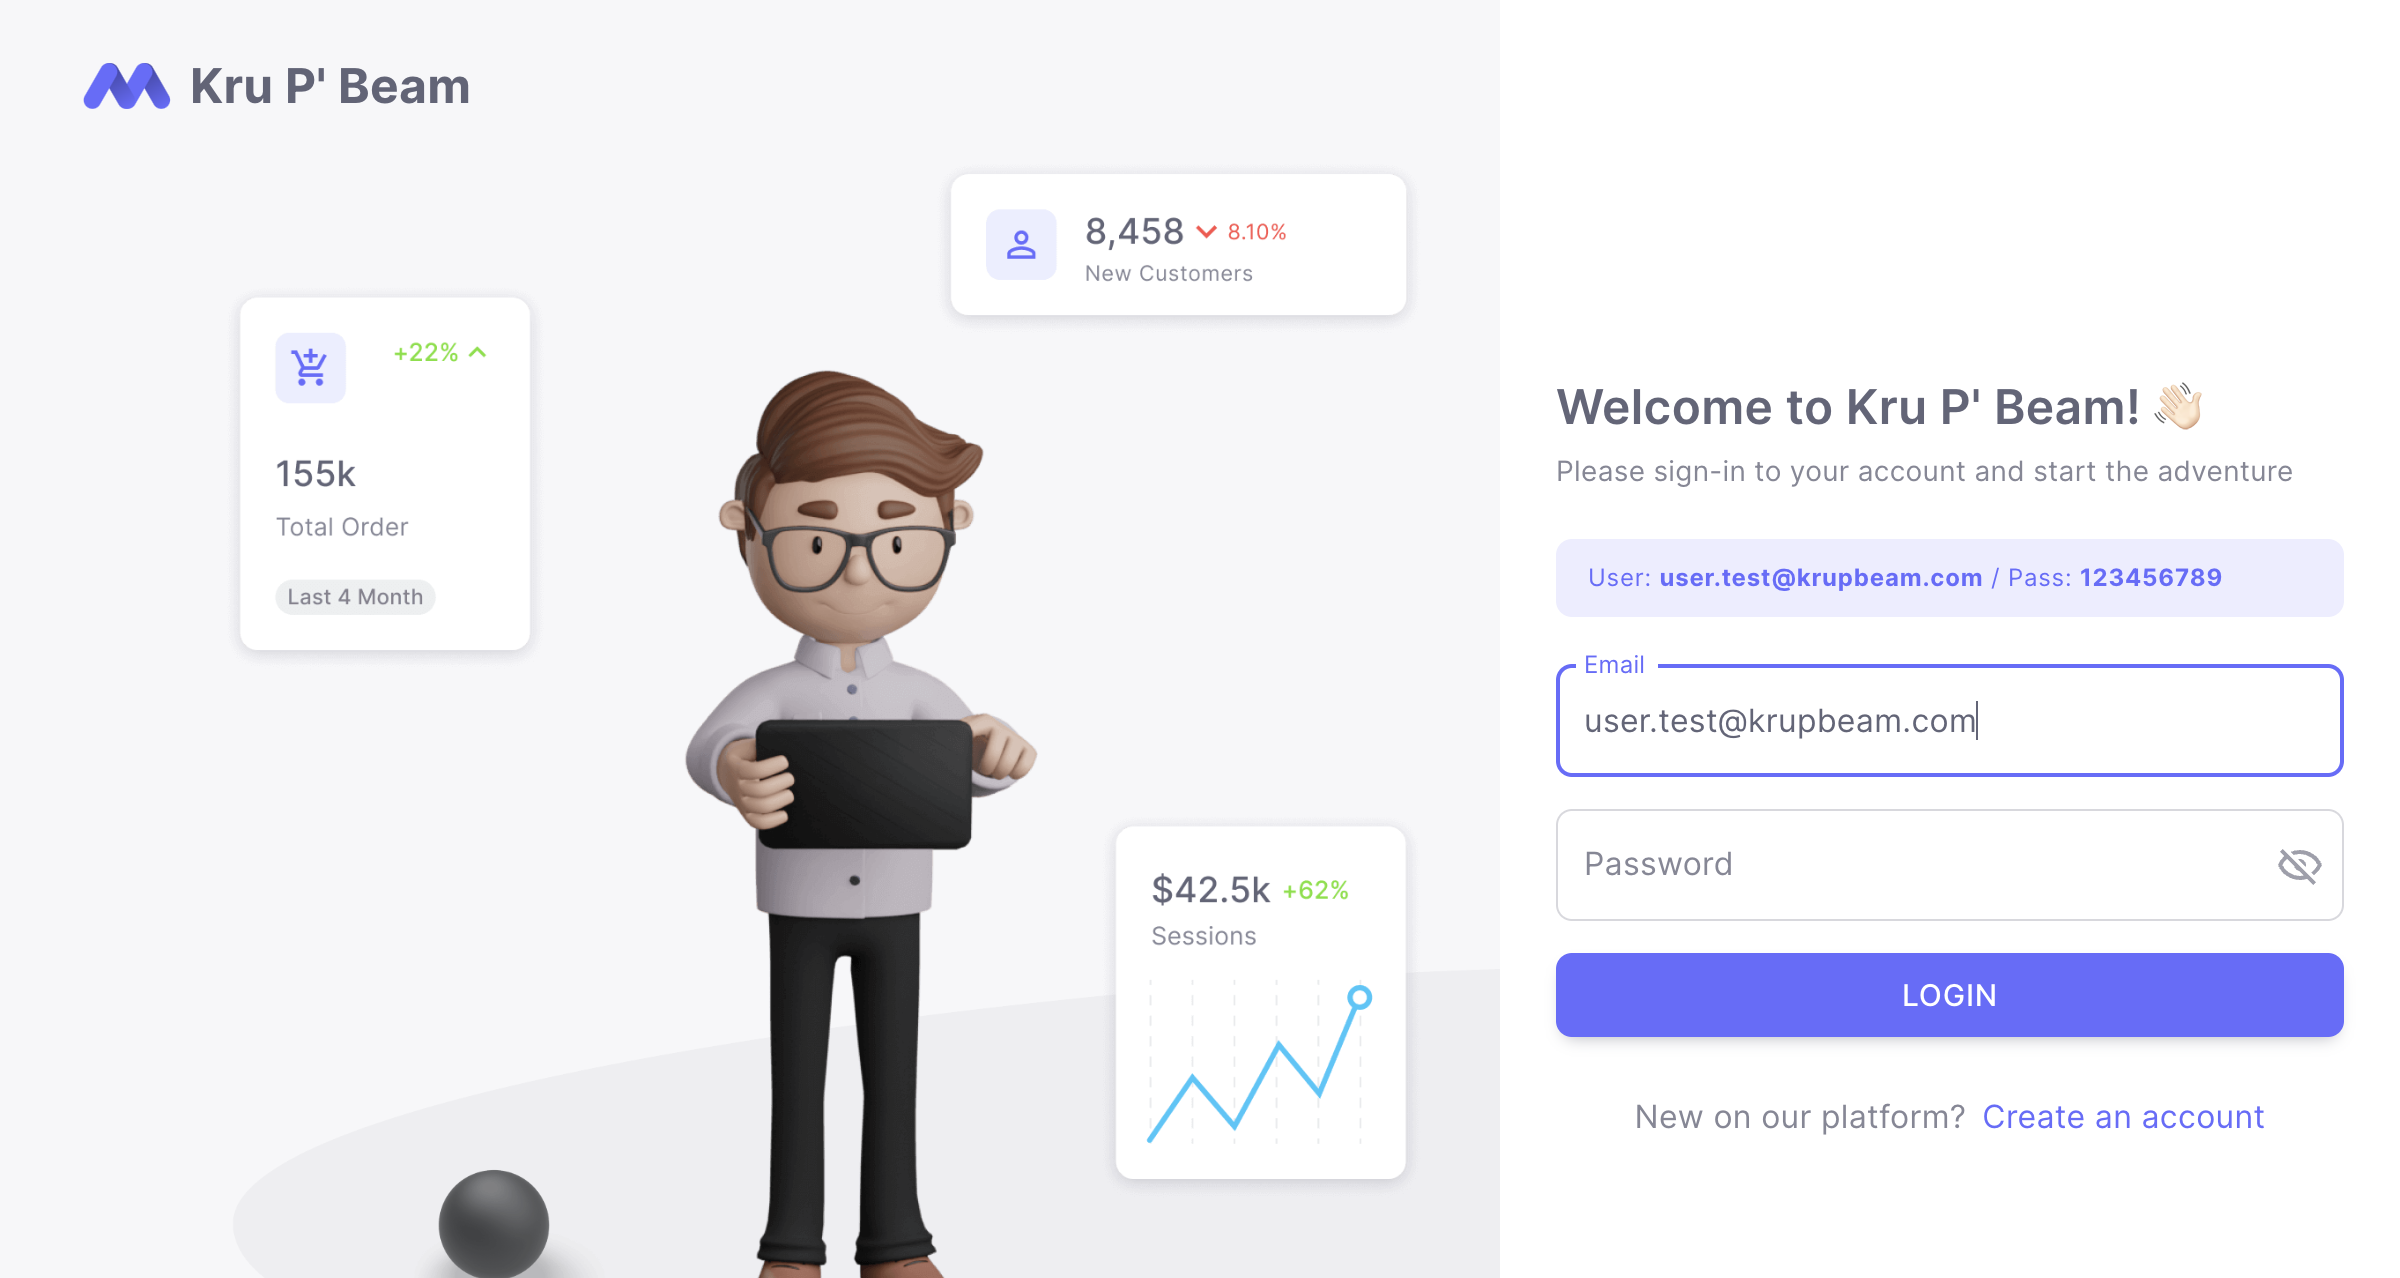 Kru P' Beam
8,458 8.10%
New Customers
+22%
155k
Total Order
Last 4 Month
$42.5k +62%
Sessions
Welcome to Kru P' Beam! 👋🏻
Please sign-in to your account and start the adventure
User: user.test@krupbeam.com / Pass: 123456789
Email
user.test@krupbeam.com
Password
LOGIN
New on our platform? Create an account